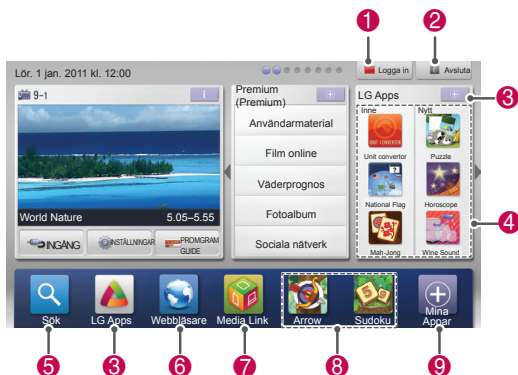 1
2
Lör. 1 jan. 2011 kl. 12:00
Logga in
Avsluta
9-1
i
Premium
(Premium)
LG Apps
3
Inne
Nytt
Användarmaterial
Film online
Väderprognos
Fotoalbum
Sociala nätverk
UNIT CONVERTOR
Unit convertor
Puzzle
?
National Flag
Horoscope
Mah-Jong
Wine Sound
4
World Nature
5.05–5.55
INGÅNG
INSTÄLLNINGAR
PROMGRAM
GUIDE
Sök
LG Apps
Webbläsare
Media Link
Arrow
Sudoku
Mina
Appar
5
3
6
7
8
9